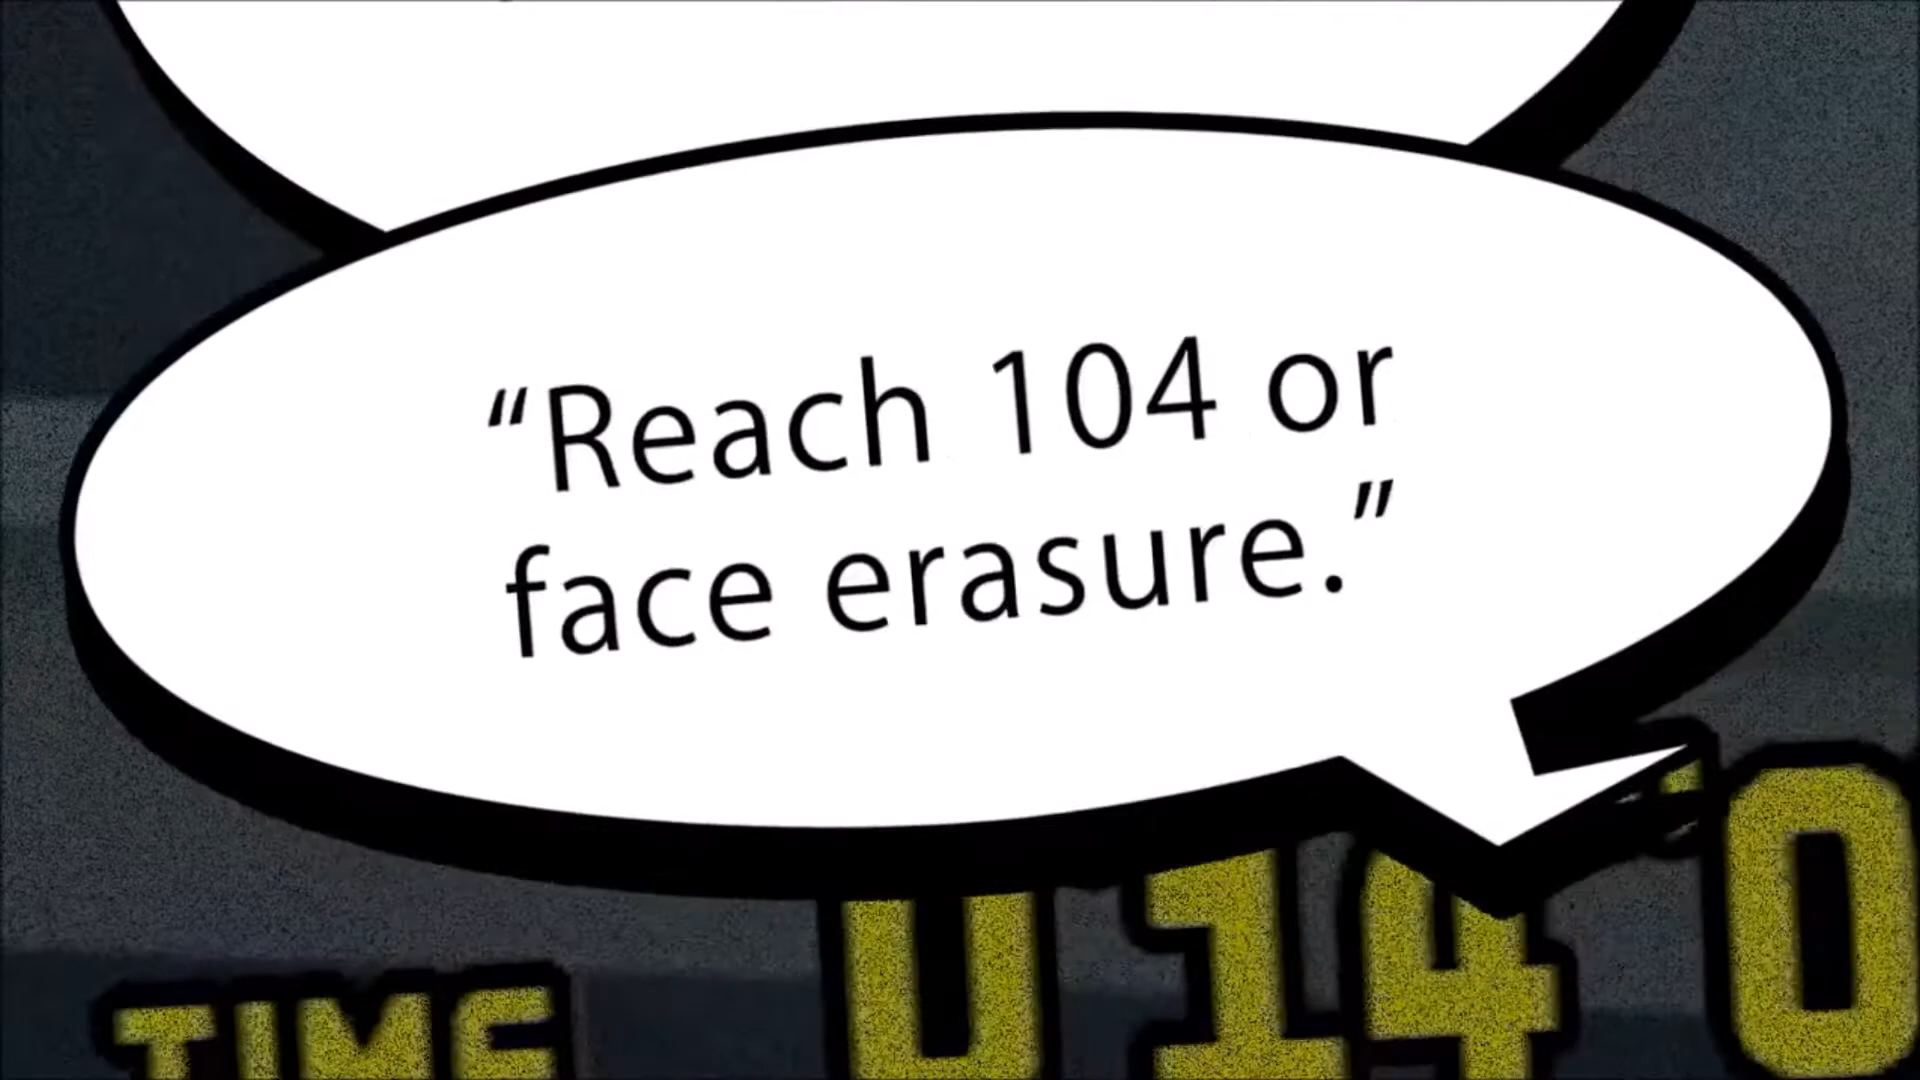 “Reach 104 or
face erasure.”
TIME